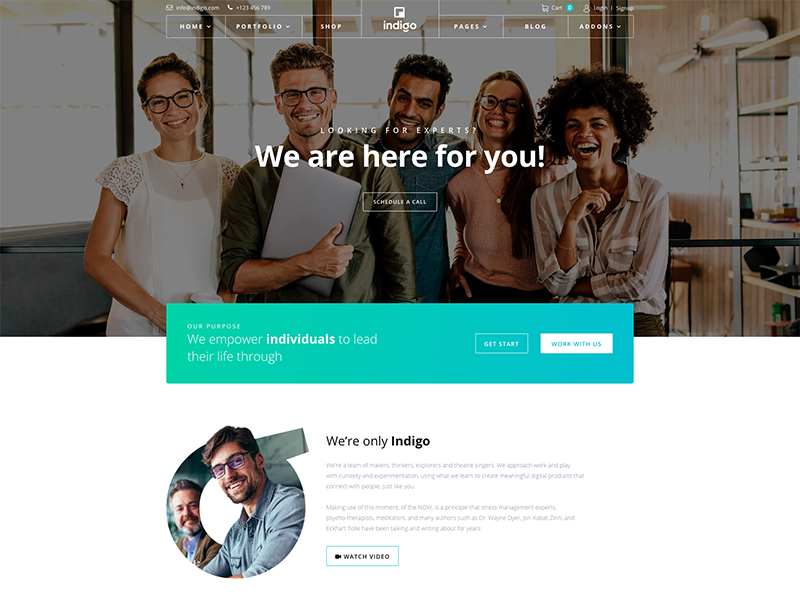 info@indigo.com +123 456 789 Cart 0 Login | Signup
HOME PORTFOLIO SHOP indigo PAGES BLOG ADDONS
LOOKING FOR EXPERTS?
We are here for you!
SCHEDULE A CALL
OUR PURPOSE
We empower individuals to lead
their life through
GET START WORK WITH US
We're only Indigo
We're a team of makers, thinkers, explorers and theatre singers. We approach work and play
with curiosity and experimentation, using what we learn to create meaningful digital products that
connect with people, just like you.
Making use of this moment, of the NOW, is a principle that stress management experts,
psycho-therapists, meditators, and many authors such as Dr. Wayne Dyer, Jon Kabat Zinn, and
Eckhart Tolle have been talking and writing about for years.
WATCH VIDEO